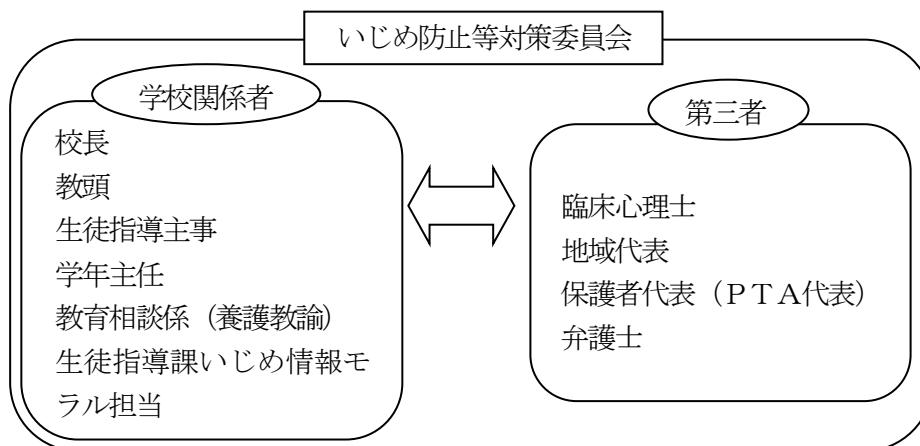 いじめ防止等対策委員会
学校関係者
校長
教頭
生徒指導主事
学年主任
教育相談係（養護教諭）
生徒指導課いじめ情報モ
ラル担当
第三者
臨床心理士
地域代表
保護者代表（ＰＴＡ代表）
弁護士